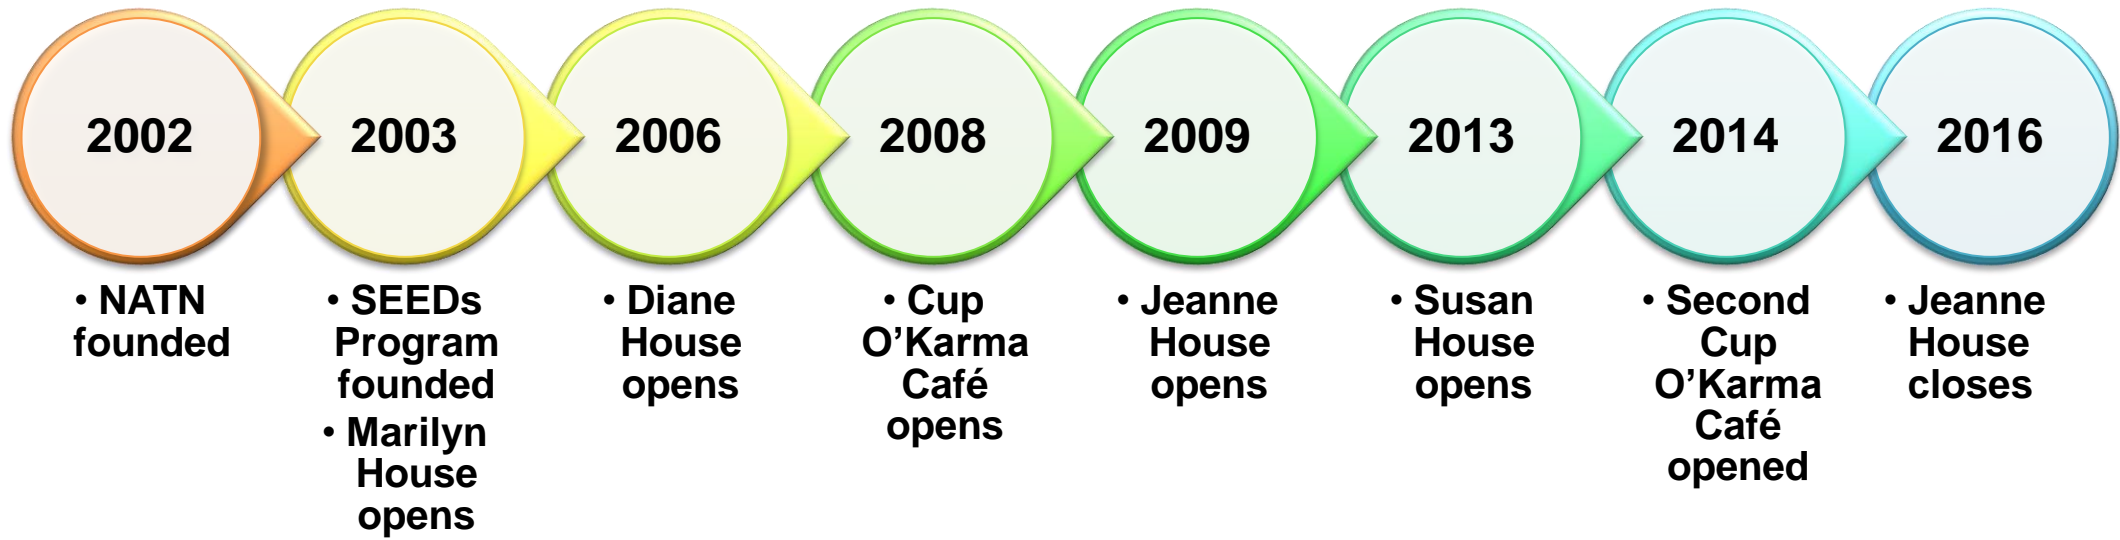 2002
• NATN
founded
2003
• SEEDs
Program
founded
• Marilyn
House
opens
2006
• Diane
House
opens
2008
• Cup
O’Karma
Café
opens
2009
• Jeanne
House
opens
2013
• Susan
House
opens
2014
• Second
Cup
O’Karma
Café
opened
2016
• Jeanne
House
closes